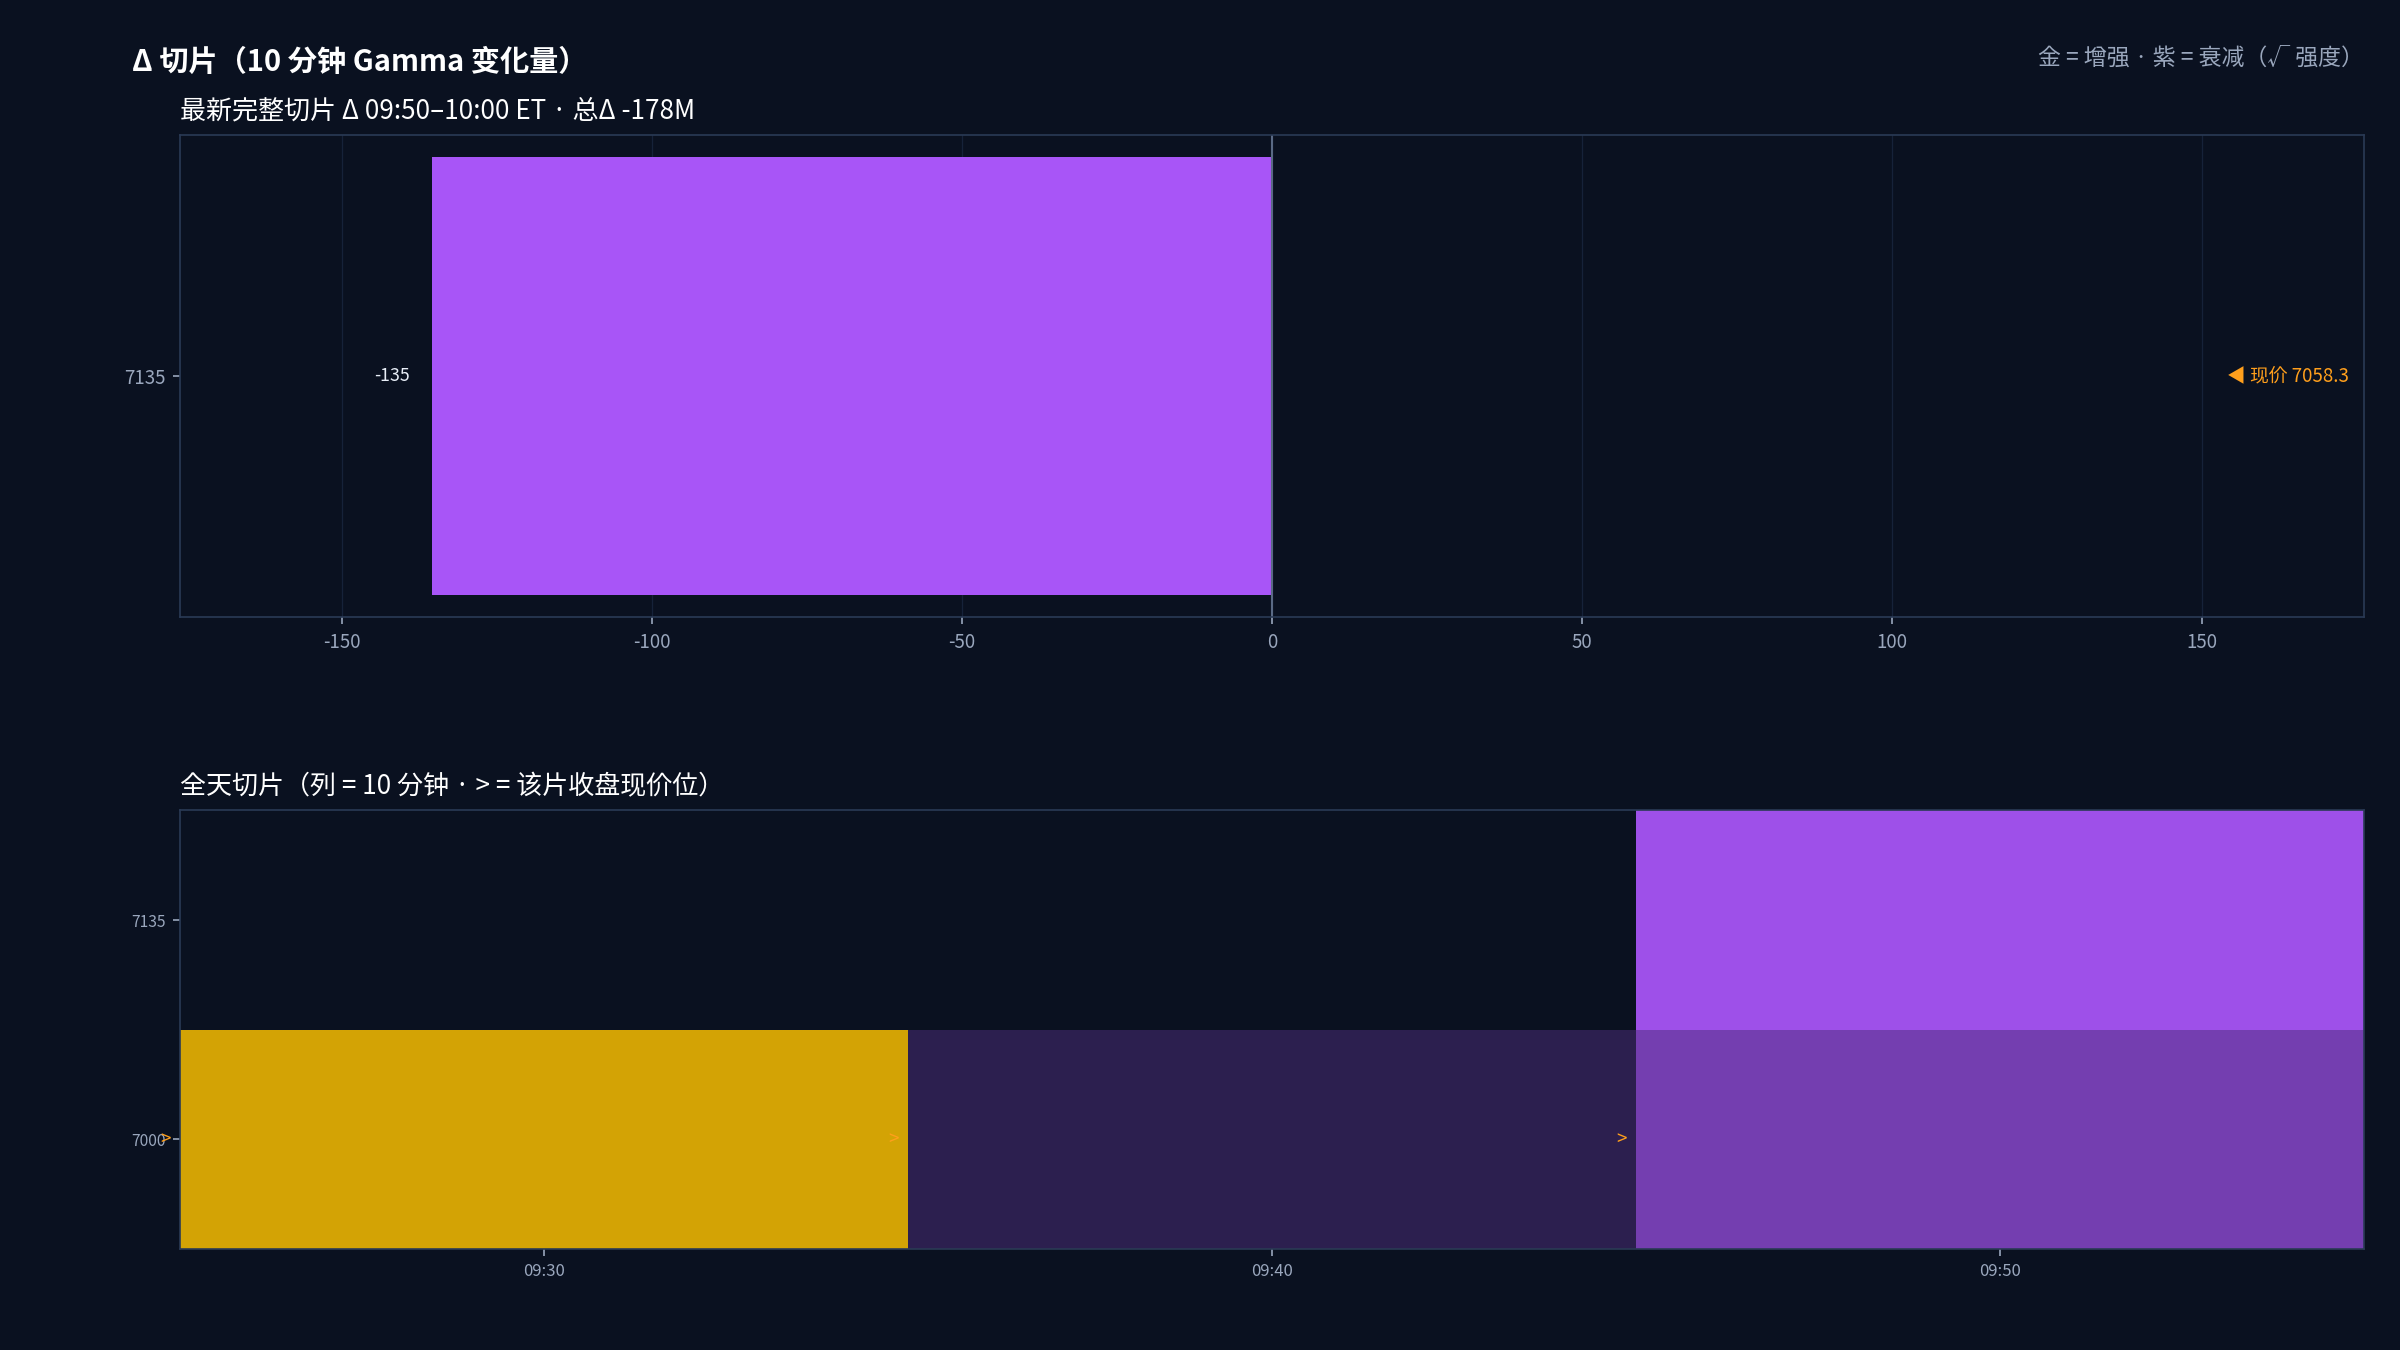 Δ 切片（10 分钟 Gamma 变化量）
金 = 增强 · 紫 = 衰减（√ 强度）
最新完整切片 Δ 09:50–10:00 ET · 总Δ -178M
7135
-135
◀ 现价 7058.3
-150 -100 -50 0 50 100 150
全天切片（列 = 10 分钟 · > = 该片收盘现价位）
7135
7000 > > >
09:30 09:40 09:50